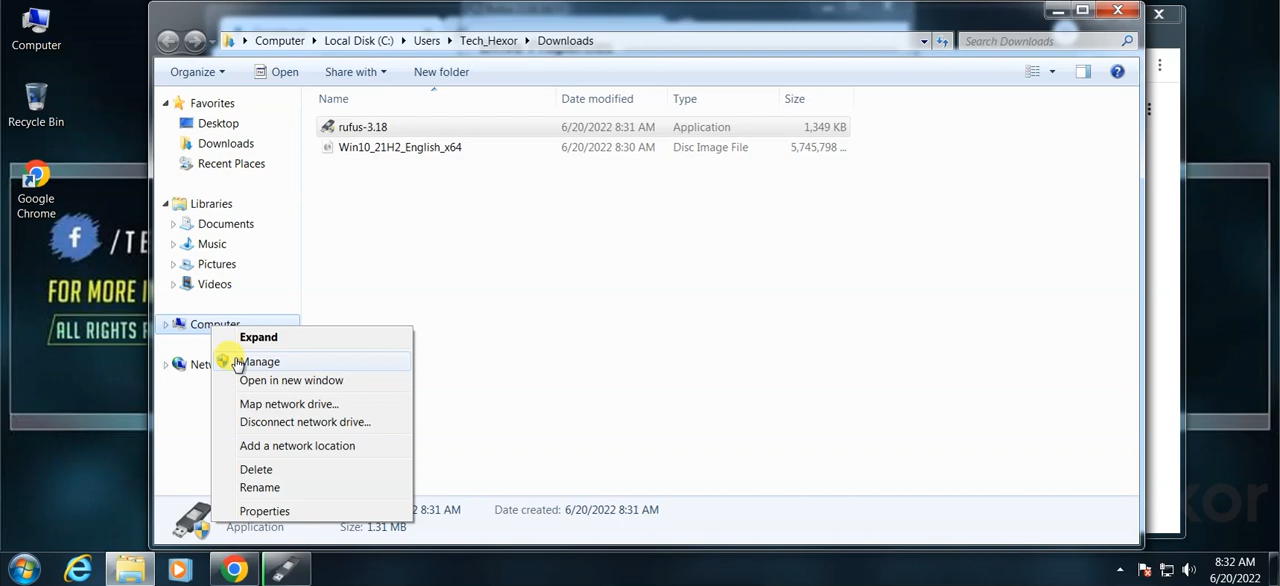 Computer
Recycle Bin
Google
Chrome
/TE
FOR MORE I
ALL RIGHTS
Computer Local Disk (C:) Users Tech_Hexor Downloads
Search Downloads
Organize Open Share with New folder
Name Date modified Type Size
rufus-3.18 6/20/2022 8:31 AM Application 1,349 KB
Win10_21H2_English_x64 6/20/2022 8:30 AM Disc Image File 5,745,798 ...
Favorites
Desktop
Downloads
Recent Places
Libraries
Documents
Music
Pictures
Videos
Computer
Netw
Expand
Manage
Open in new window
Map network drive...
Disconnect network drive...
Add a network location
Delete
Rename
Properties
8:31 AM Date created: 6/20/2022 8:31 AM
Application Size: 1.31 MB
xor
8:32 AM
6/20/2022